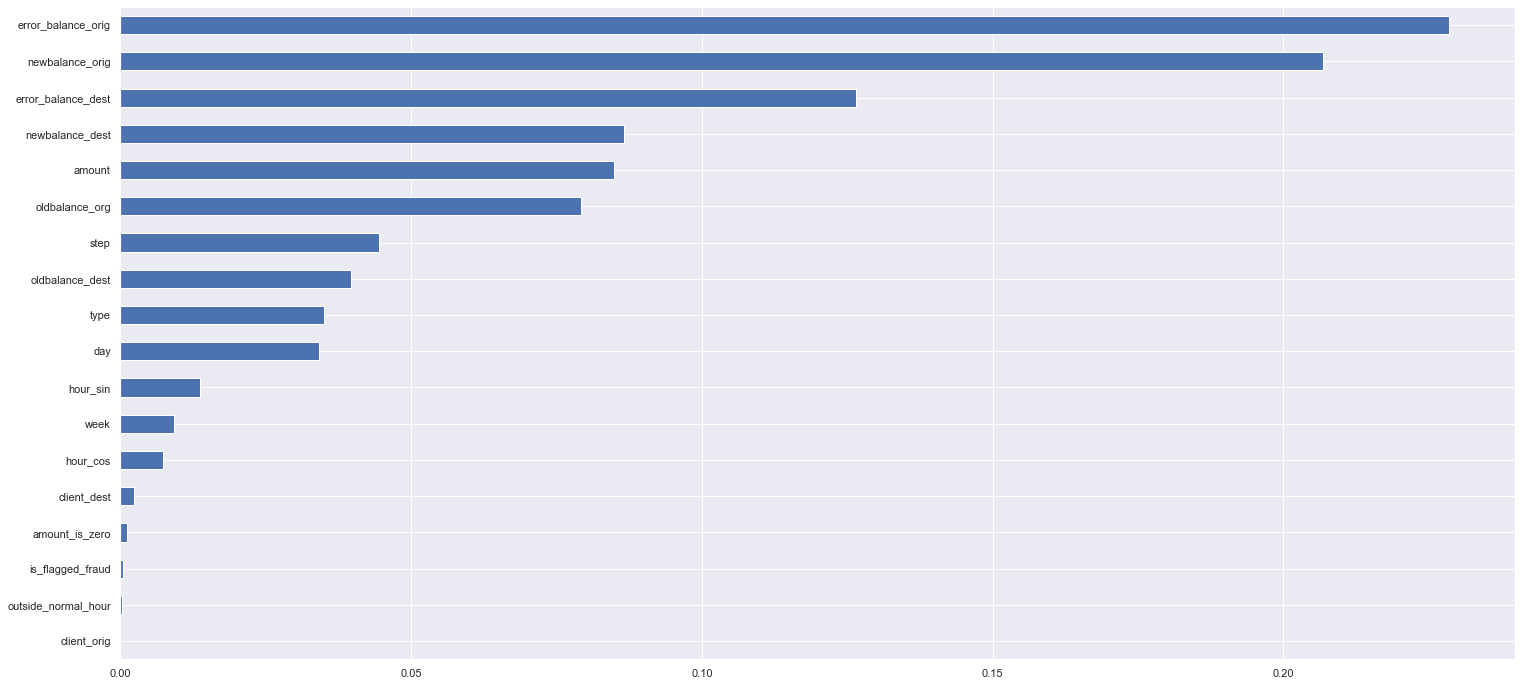 error_balance_orig
newbalance_orig
error_balance_dest
newbalance_dest
amount
oldbalance_org
step
oldbalance_dest
type
day
hour_sin
week
hour_cos
client_dest
amount_is_zero
is_flagged_fraud
outside_normal_hour
client_orig
0.00 0.05 0.10 0.15 0.20